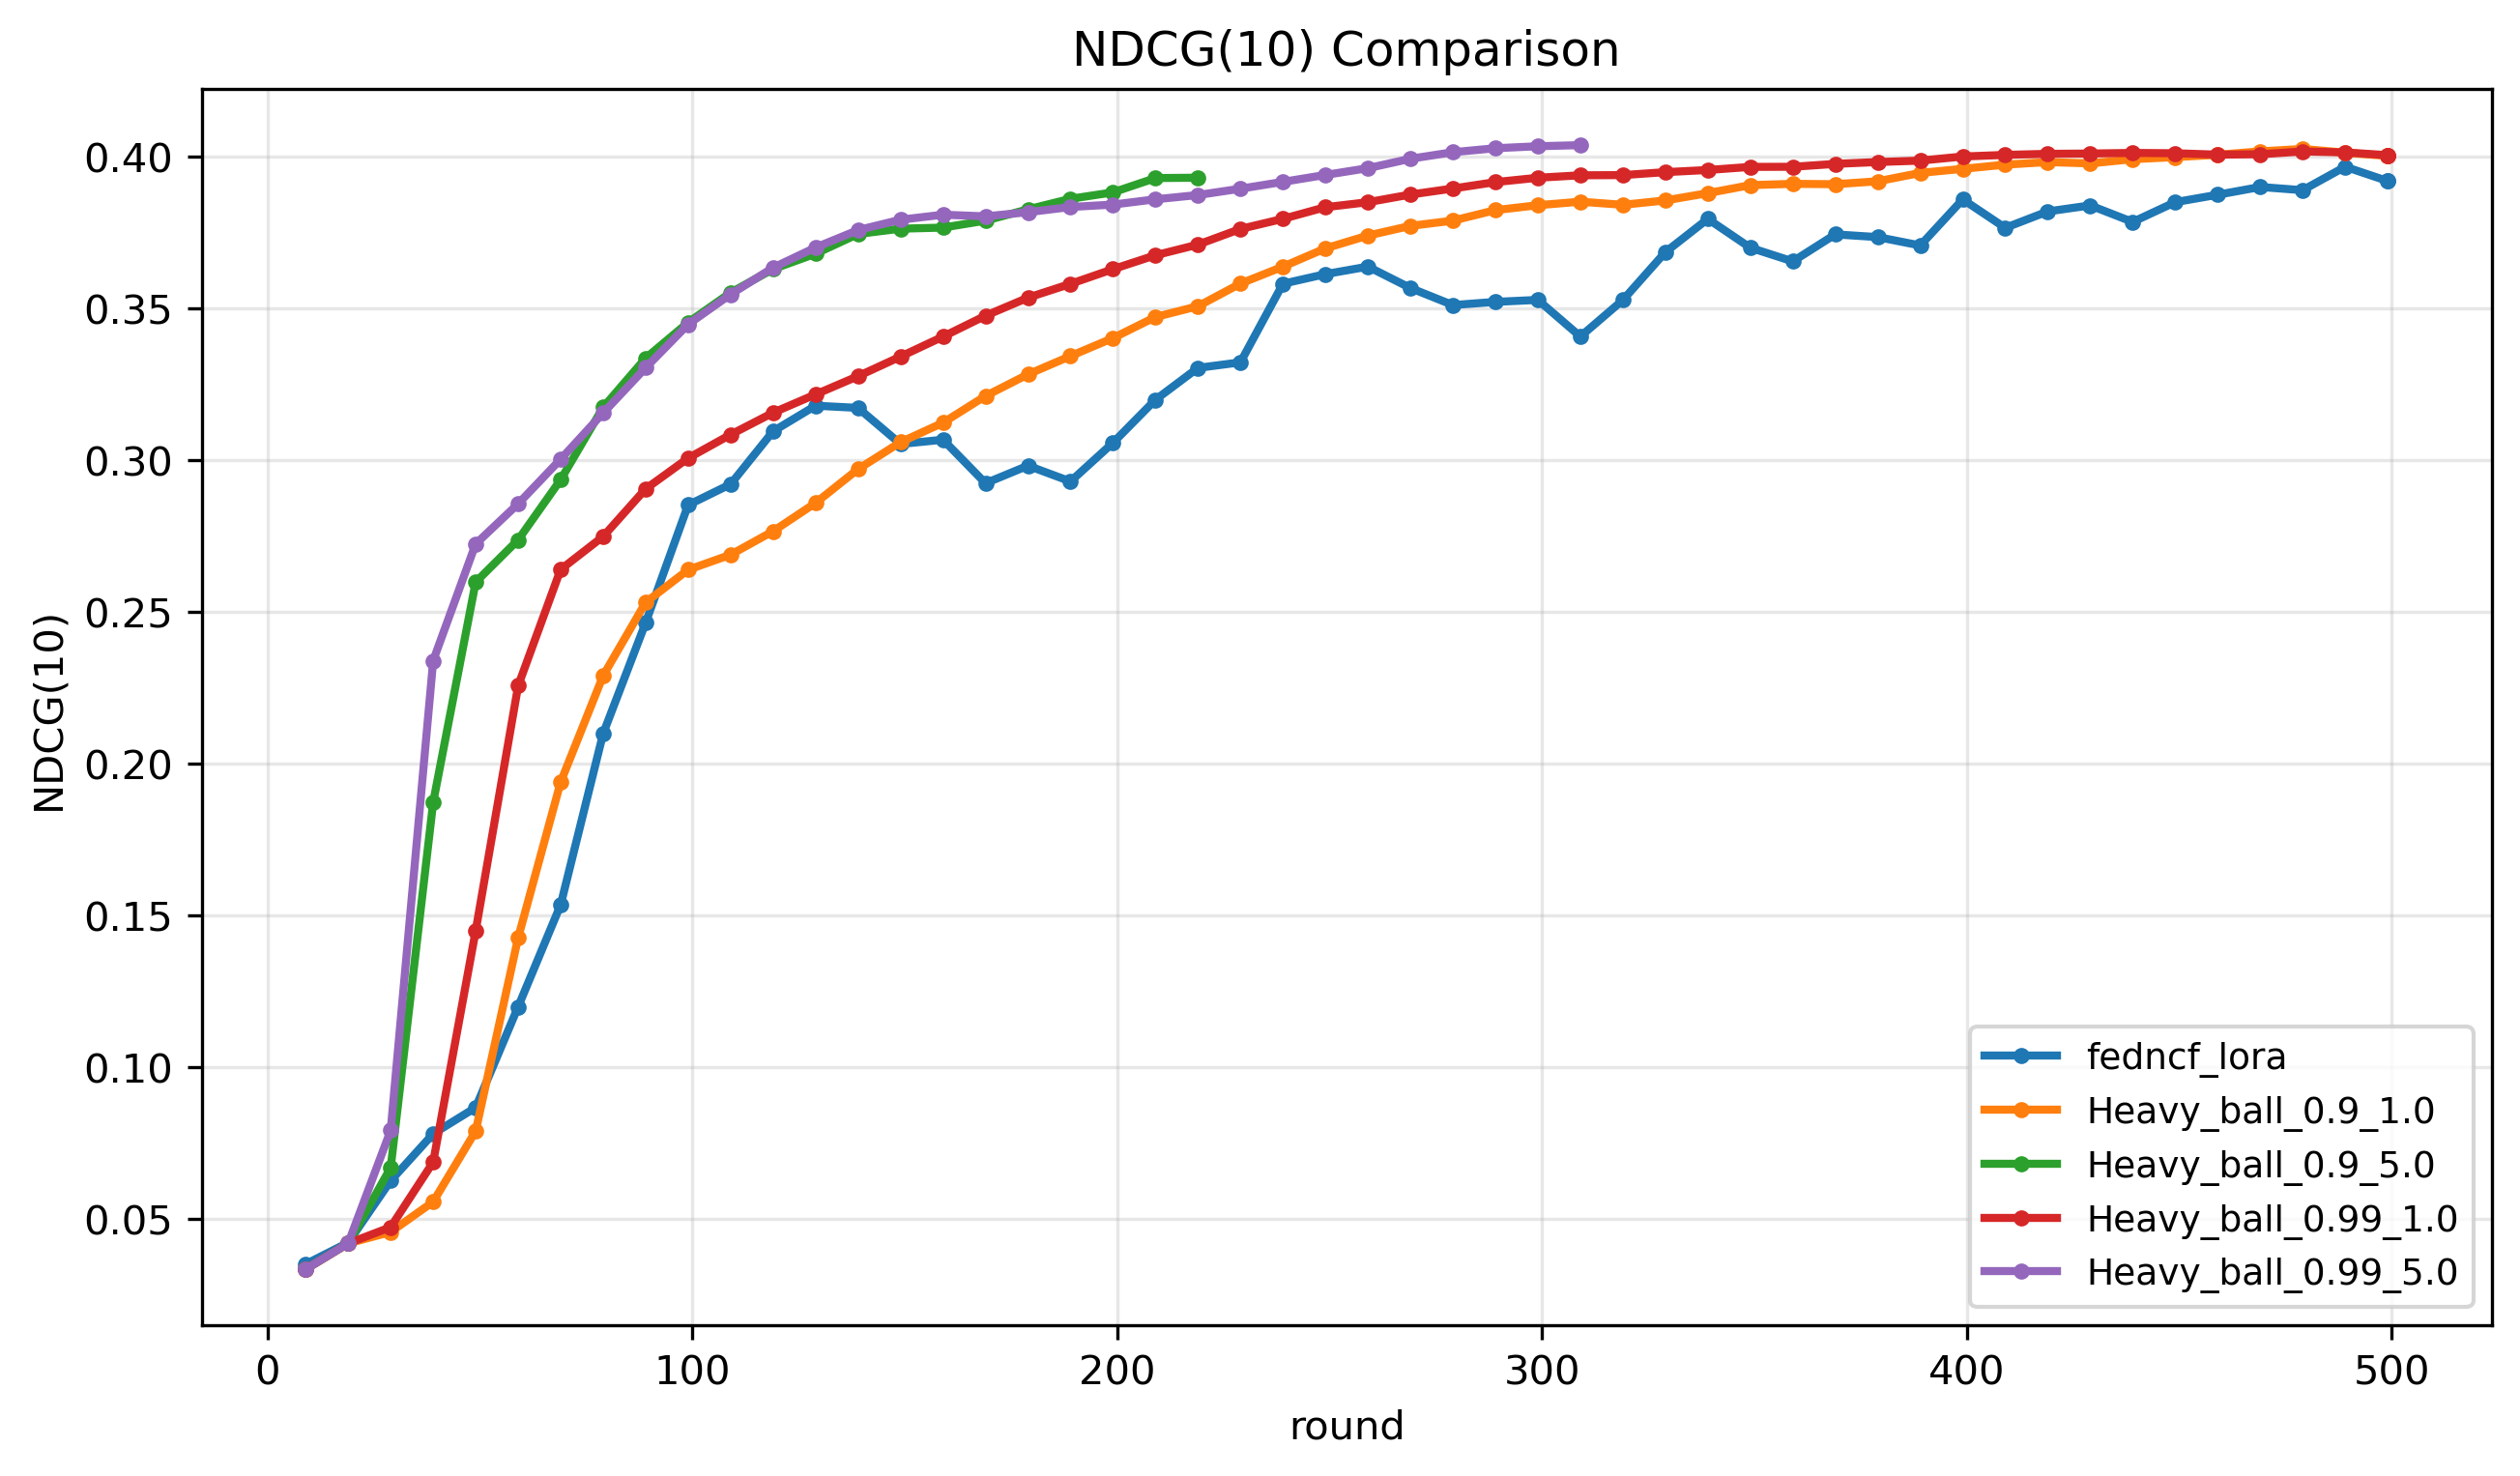 NDCG(10) Comparison
NDCG(10)
0.40
0.35
0.30
0.25
0.20
0.15
0.10
0.05
0
100
200
300
400
500
round
fedncf_lora
Heavy_ball_0.9_1.0
Heavy_ball_0.9_5.0
Heavy_ball_0.99_1.0
Heavy_ball_0.99_5.0